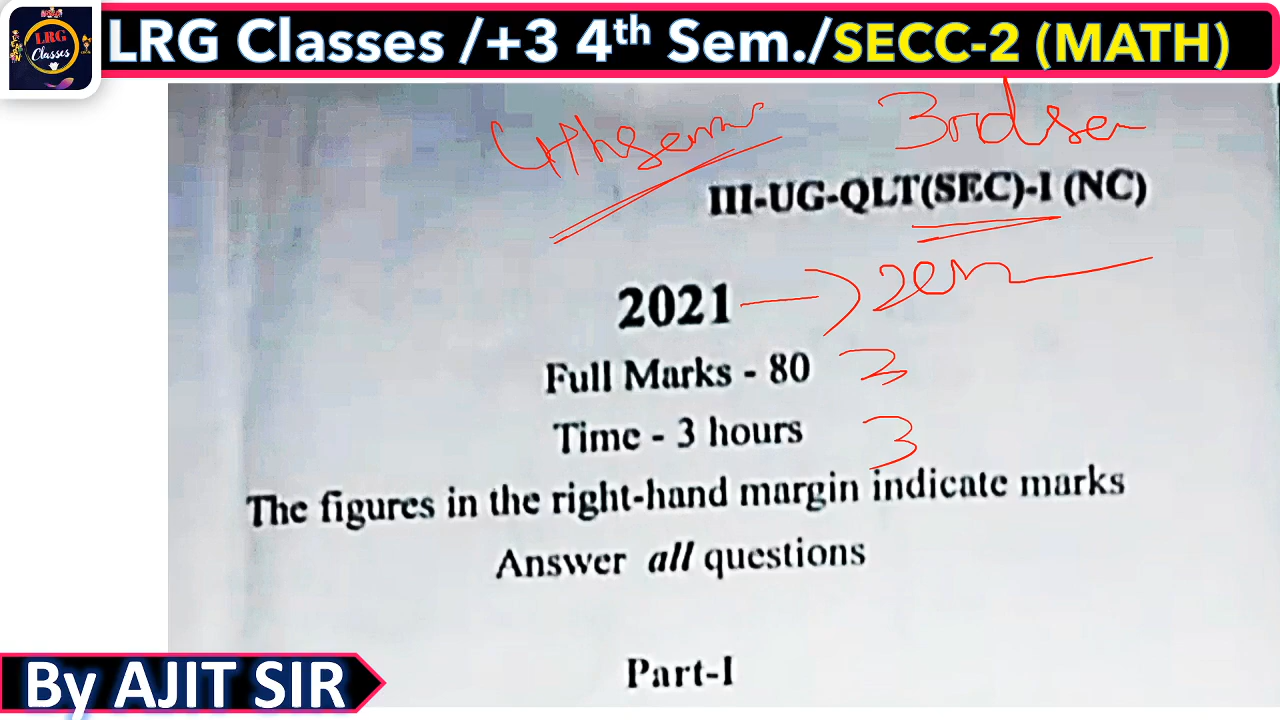 LRG Classes
LRG Classes /+3 4th Sem./SECC-2 (MATH)
4th sem
3rd sem
III-UG-QLT(SEC)-I (NC)
2021
Full Marks - 80
3
Time - 3 hours
3
The figures in the right-hand margin indicate marks
Answer all questions
Part-I
By AJIT SIR